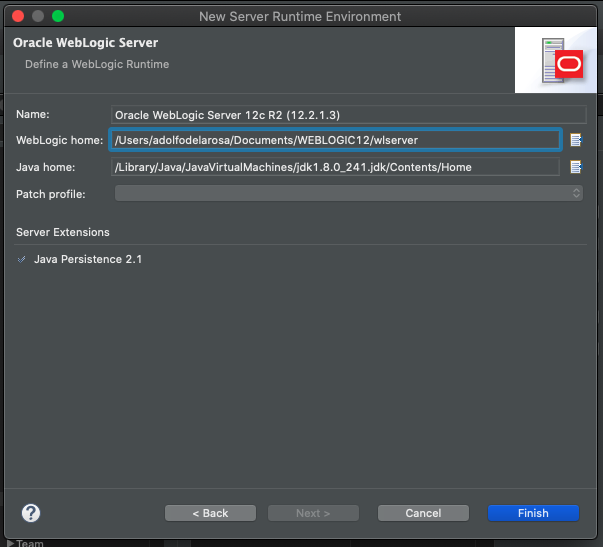 New Server Runtime Environment
Oracle WebLogic Server
Define a WebLogic Runtime
Name: Oracle WebLogic Server 12c R2 (12.2.1.3)
WebLogic home: /Users/adolfodelarosa/Documents/WEBLOGIC12/wlserver
Java home: /Library/Java/JavaVirtualMachines/jdk1.8.0_241.jdk/Contents/Home
Patch profile:
Server Extensions
Java Persistence 2.1
? < Back Next > Cancel Finish
Team